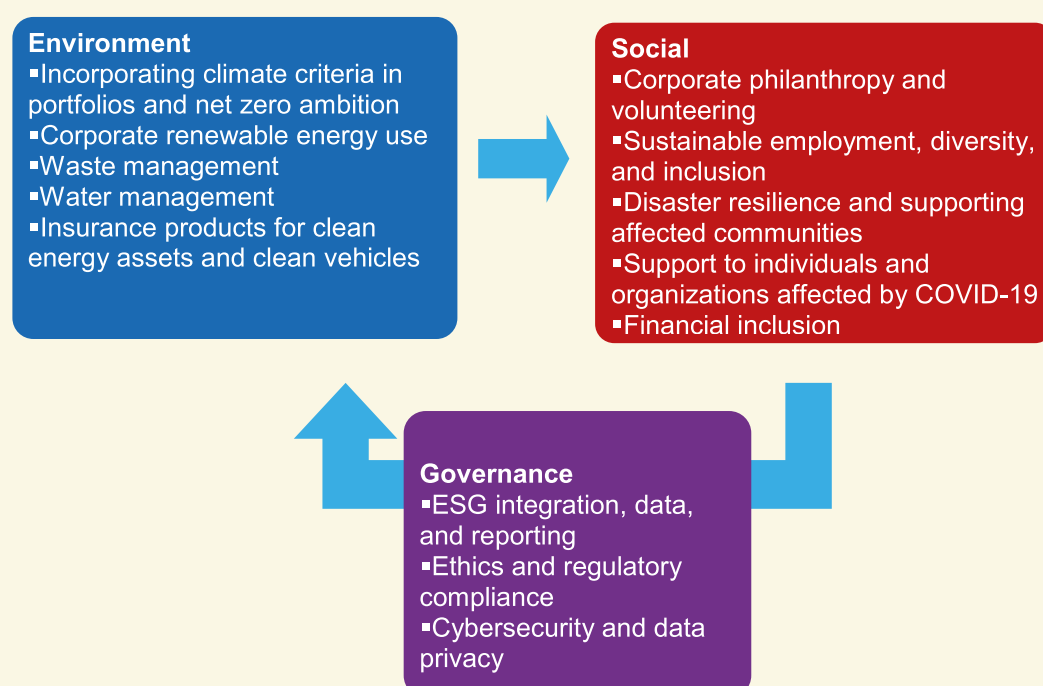 Environment
▪Incorporating climate criteria in
portfolios and net zero ambition
▪Corporate renewable energy use
▪Waste management
▪Water management
▪Insurance products for clean
energy assets and clean vehicles
Social
▪Corporate philanthropy and
volunteering
▪Sustainable employment, diversity,
and inclusion
▪Disaster resilience and supporting
affected communities
▪Support to individuals and
organizations affected by COVID-19
▪Financial inclusion
Governance
▪ESG integration, data,
and reporting
▪Ethics and regulatory
compliance
▪Cybersecurity and data
privacy